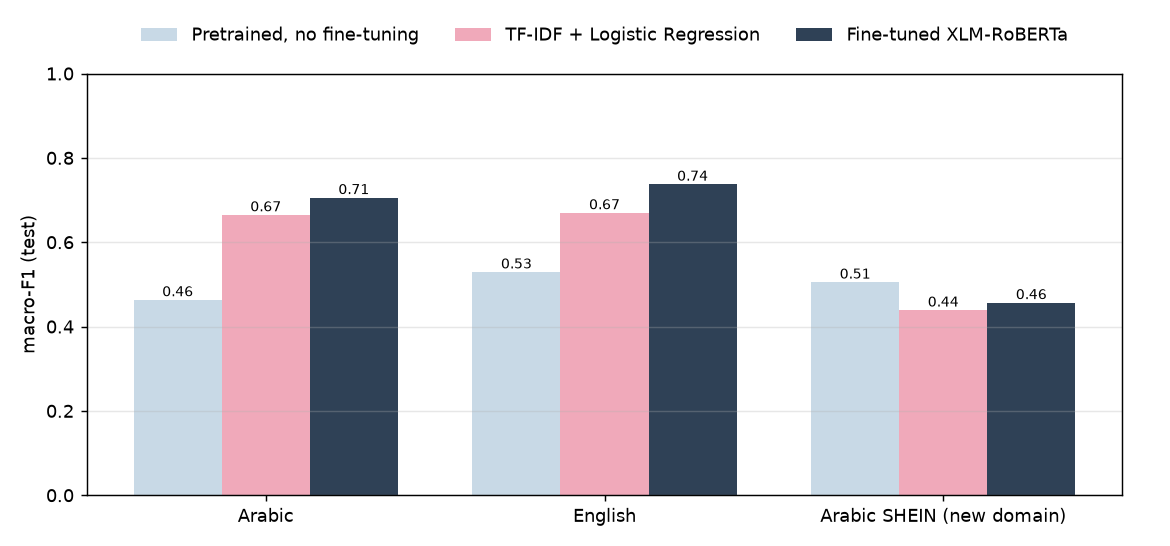 Pretrained, no fine-tuning TF-IDF + Logistic Regression Fine-tuned XLM-RoBERTa
macro-F1 (test)
1.0
0.8
0.6
0.4
0.2
0.0
0.46 0.67 0.71
0.53 0.67 0.74
0.51 0.44 0.46
Arabic English Arabic SHEIN (new domain)